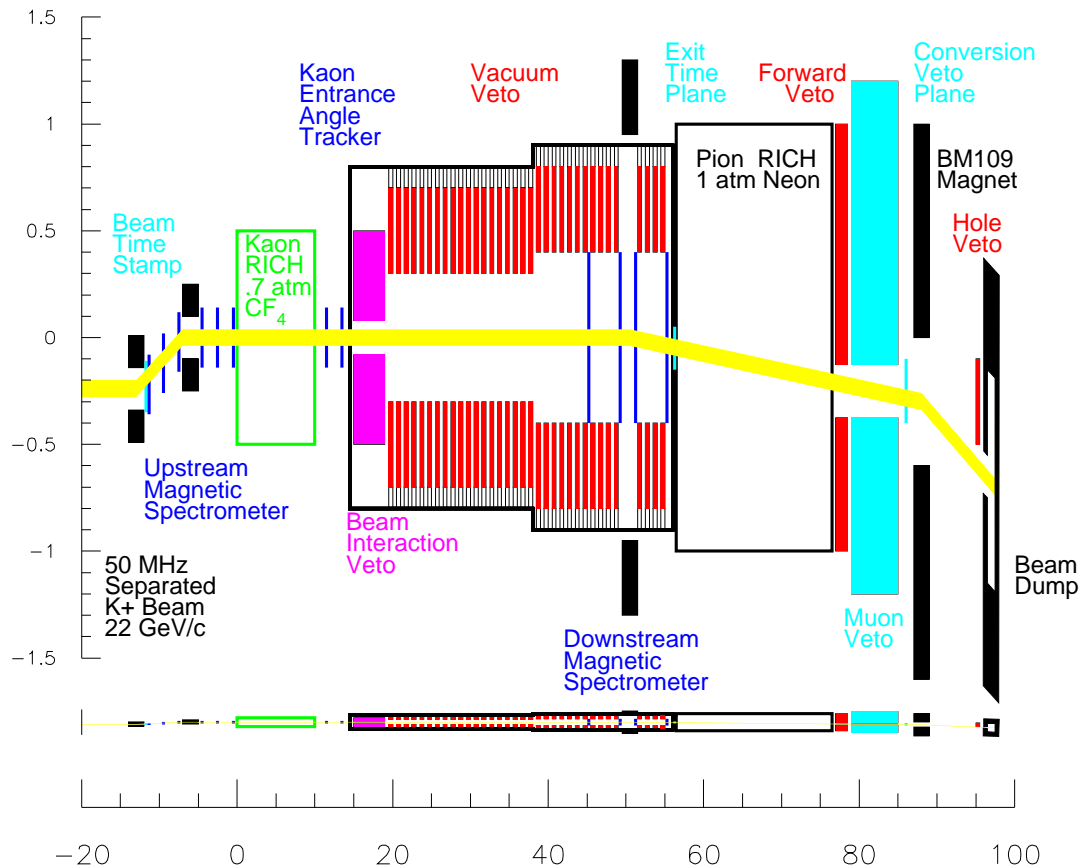 1.5
1
0.5
0
−0.5
−1
−1.5
Kaon
Entrance
Angle
Tracker
Vacuum
Veto
Exit
Time
Plane
Forward
Veto
Conversion
Veto
Plane
Pion RICH
1 atm Neon
BM109
Magnet
Beam
Time
Stamp
Kaon
RICH
.7 atm
CF4
Hole
Veto
Upstream
Magnetic
Spectrometer
Beam
Interaction
Veto
50 MHz
Separated
K+ Beam
22 GeV/c
Beam
Dump
Muon
Veto
Downstream
Magnetic
Spectrometer
−20
0
20
40
60
80
100